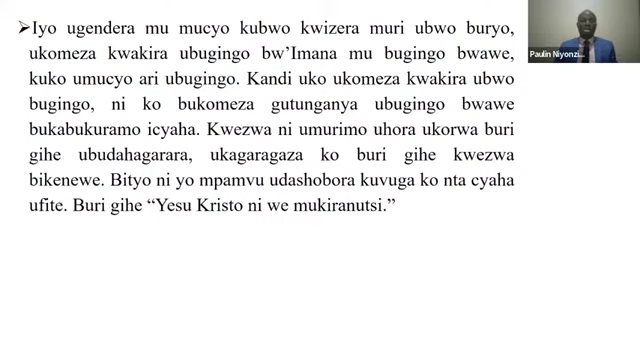 ➢Iyo ugendera mu mucyo kubwo kwizera muri ubwo buryo,
ukomeza kwakira ubugingo bw’Imana mu bugingo bwawe,
kuko umucyo ari ubugingo. Kandi uko ukomeza kwakira ubwo
bugingo, ni ko bukomeza gutunganya ubugingo bwawe
bukabukuramo icyaha. Kwezwa ni umurimo uhora ukorwa buri
gihe ubudahagarara, ukagaragaza ko buri gihe kwezwa
bikenewe. Bityo ni yo mpamvu udashobora kuvuga ko nta cyaha
ufite. Buri gihe “Yesu Kristo ni we mukiranutsi.”
Paulin Niyonzi...